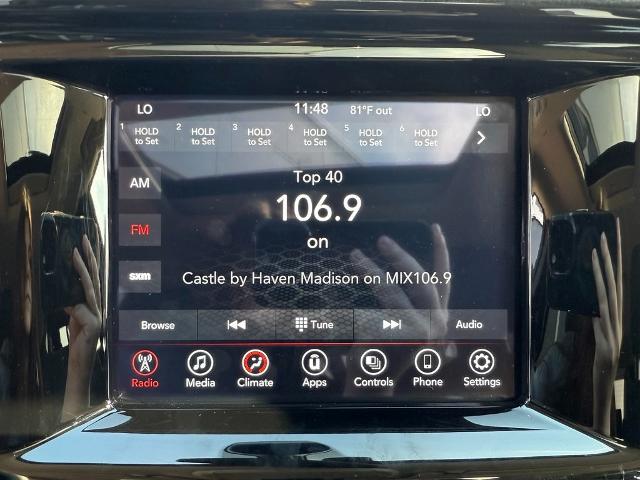 LO 11:48 81°F out LO
1 HOLD to Set 2 HOLD to Set 3 HOLD to Set 4 HOLD to Set 5 HOLD to Set 6 HOLD to Set
AM
Top 40
106.9
FM
on
sxm
Castle by Haven Madison on MIX106.9
Browse Tune Audio
Radio Media Climate Apps Controls Phone Settings